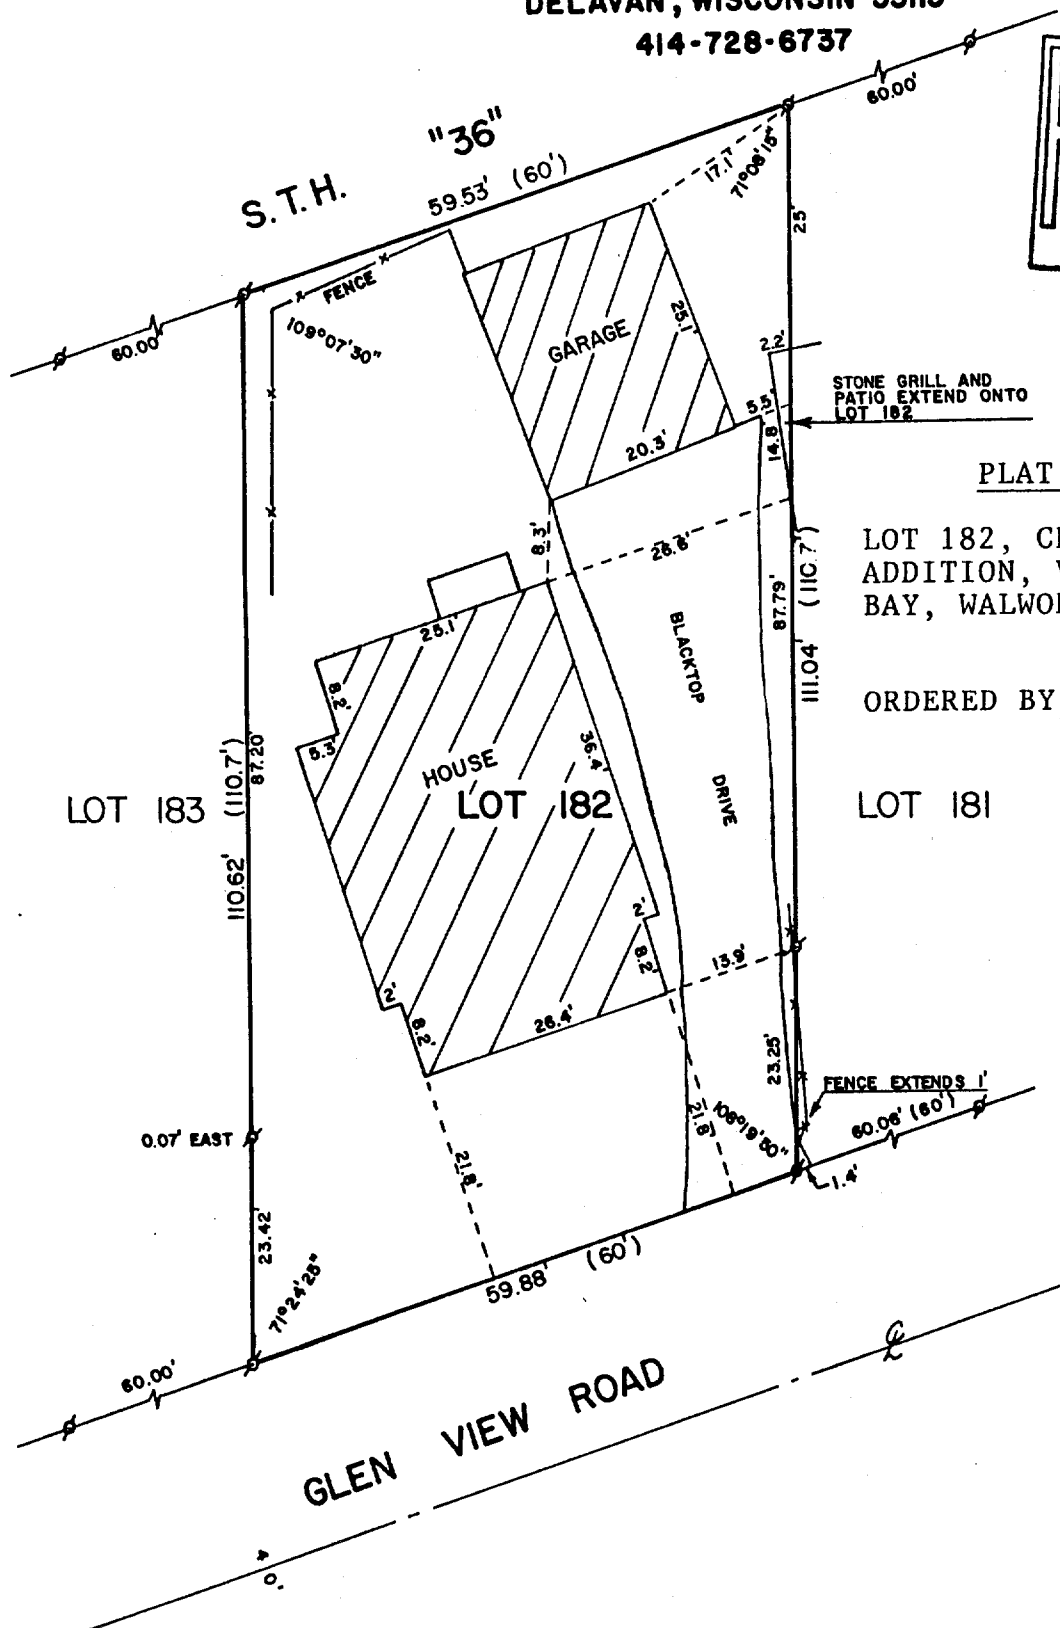 DELAVAN, WISCONSIN 53115
414-728-6737
60.00'
"36"
S.T.H.
59.53' (60')
17.1'
71°08'15"
25'
FENCE
109°07'30"
60.00'
GARAGE
25.1'
2.2'
STONE GRILL AND
PATIO EXTEND ONTO
LOT 182
5.5'
14.8'
20.3'
PLAT
8.3'
26.6'
LOT 182,
ADDITION,
BAY,
87.79'
(110.7')
111.04'
25.1'
BLACKTOP
DRIVE
8.2'
5.3'
36.4'
ORDERED BY
HOUSE
LOT 183
(110.7')
87.20'
110.62'
LOT 182
LOT 181
2'
8.2'
13.9'
2'
8.2'
26.4'
23.25'
FENCE EXTENDS 1'
60.06' (60')
0.07' EAST
21.8'
21.8'
108°19'50"
1.4'
23.42'
71°24'25"
59.88' (60')
60.00'
GLEN VIEW ROAD
℄
40'